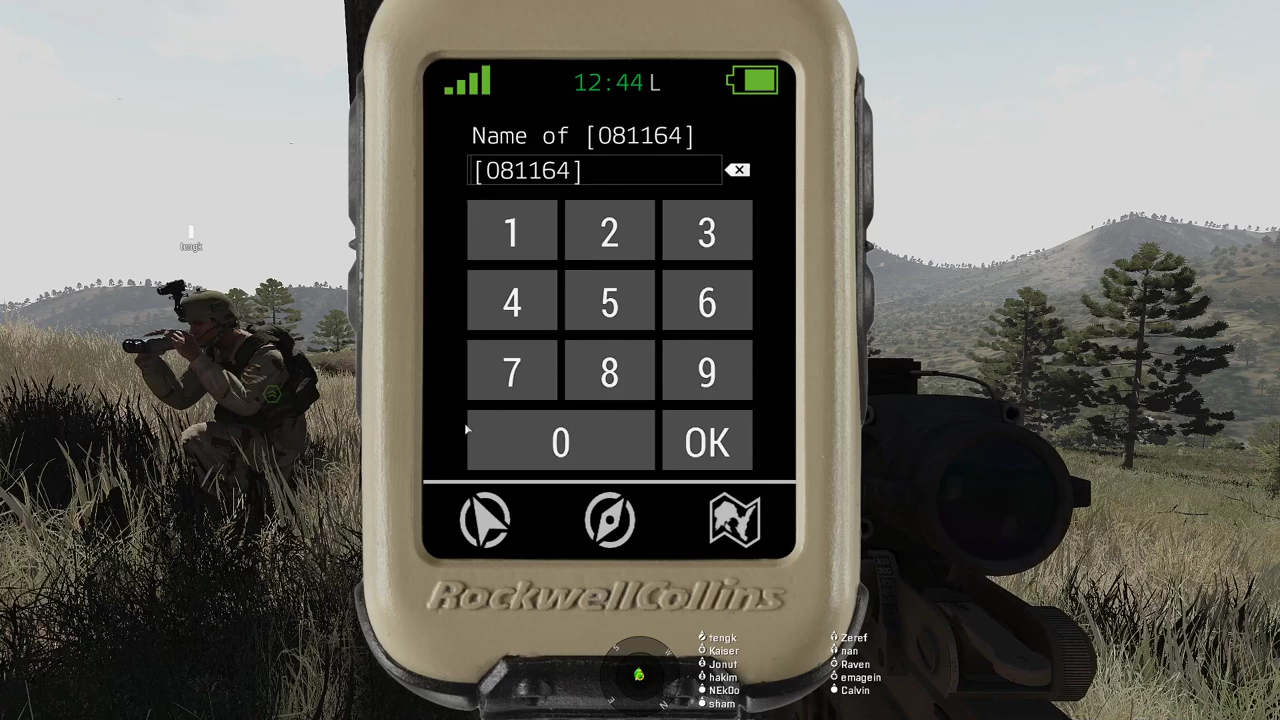 12:44 L
Name of [081164]
[081164]
1 2 3
4 5 6
7 8 9
0 OK
tengk
RockwellCollins
tengk
Kaiser
Jonut
hakim
NEkDo
sham
Zeref
nan
Raven
emagein
Calvin
S
W
E
N